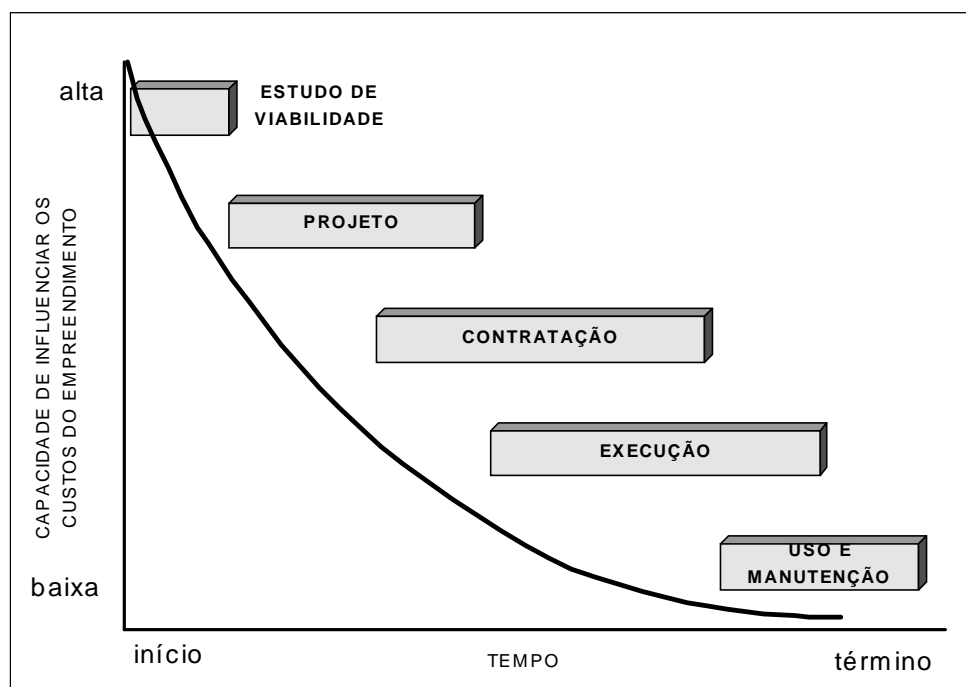 alta
ESTUDO DE
VIABILIDADE
PROJETO
CONTRATAÇÃO
EXECUÇÃO
USO E
MANUTENÇÃO
baixa
CAPACIDADE DE INFLUENCIAR OS
CUSTOS DO EMPREENDIMENTO
início
TEMPO
término